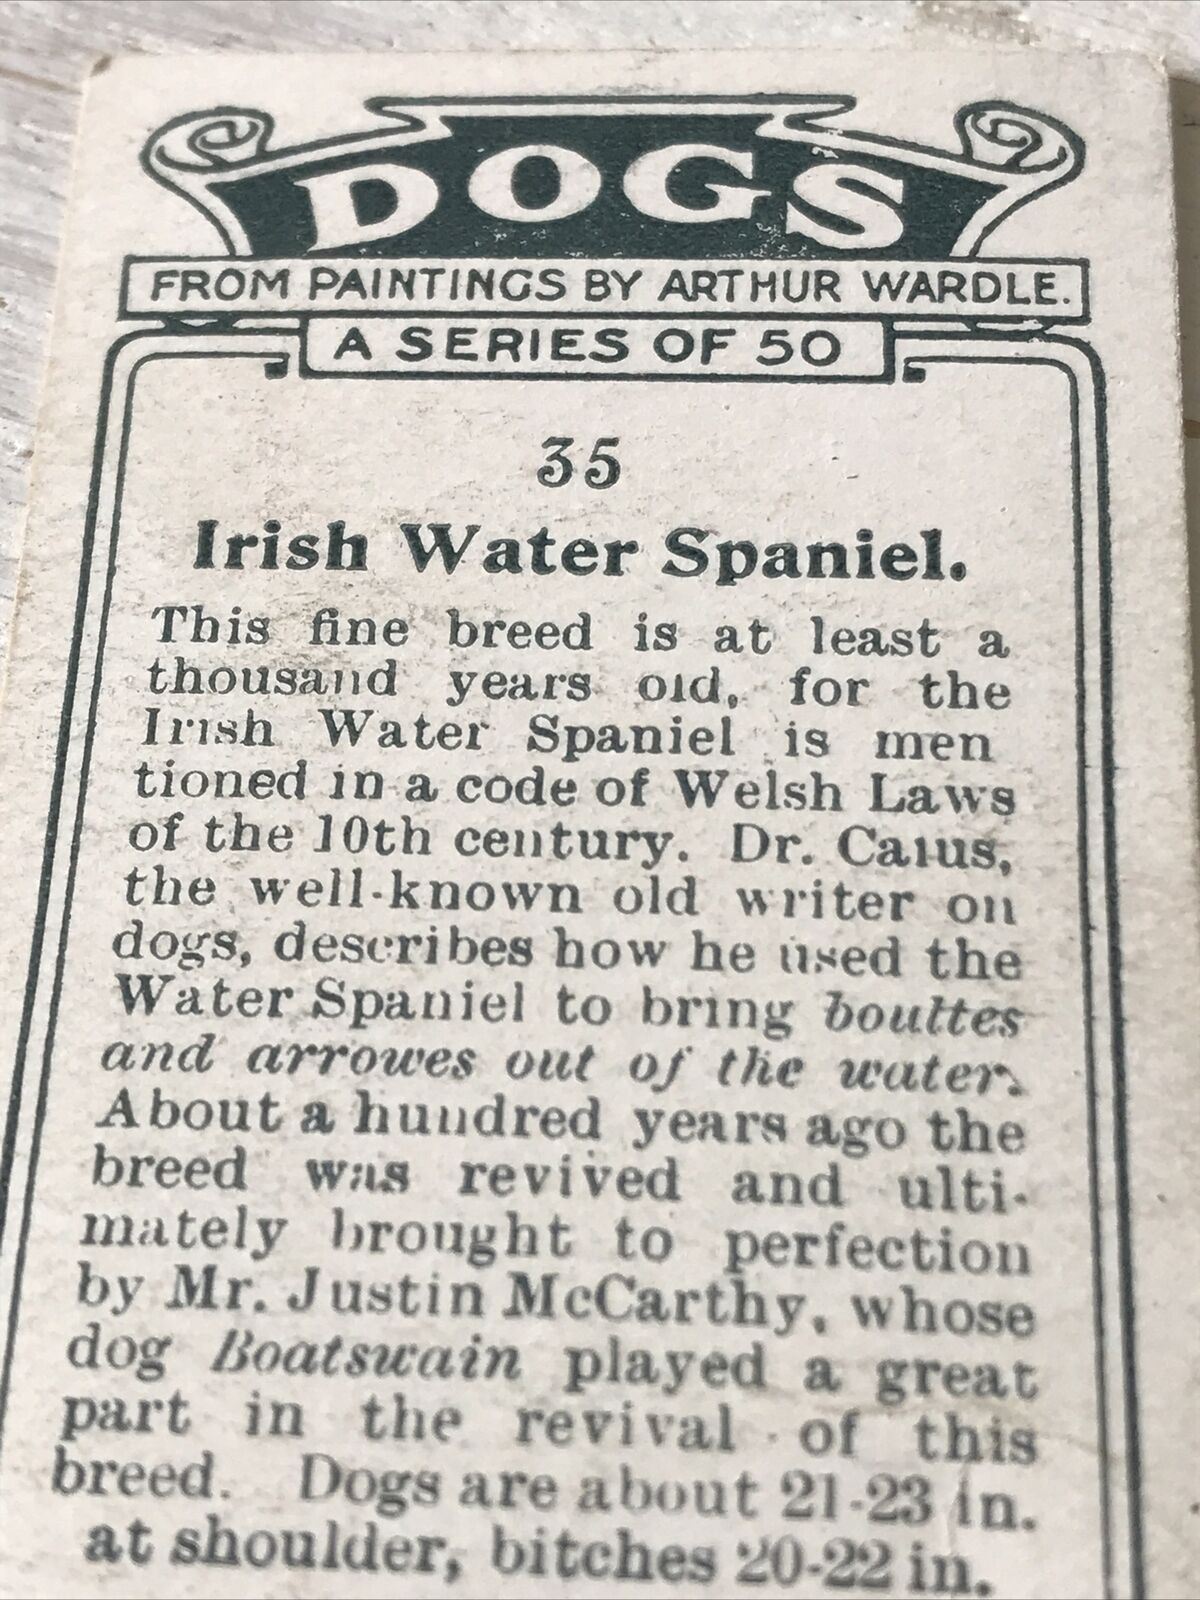 DOGS
FROM PAINTINGS BY ARTHUR WARDLE.
A SERIES OF 50
35
Irish Water Spaniel.
This fine breed is at least a
thousand years old, for the
Irish Water Spaniel is men
tioned in a code of Welsh Laws
of the 10th century. Dr. Caius,
the well-known old writer on
dogs, describes how he used the
Water Spaniel to bring boultes
and arrowes out of the water.
About a hundred years ago the
breed was revived and ulti-
mately brought to perfection
by Mr. Justin McCarthy, whose
dog Boatswain played a great
part in the revival of this
breed. Dogs are about 21-23 in.
at shoulder, bitches 20-22 in.